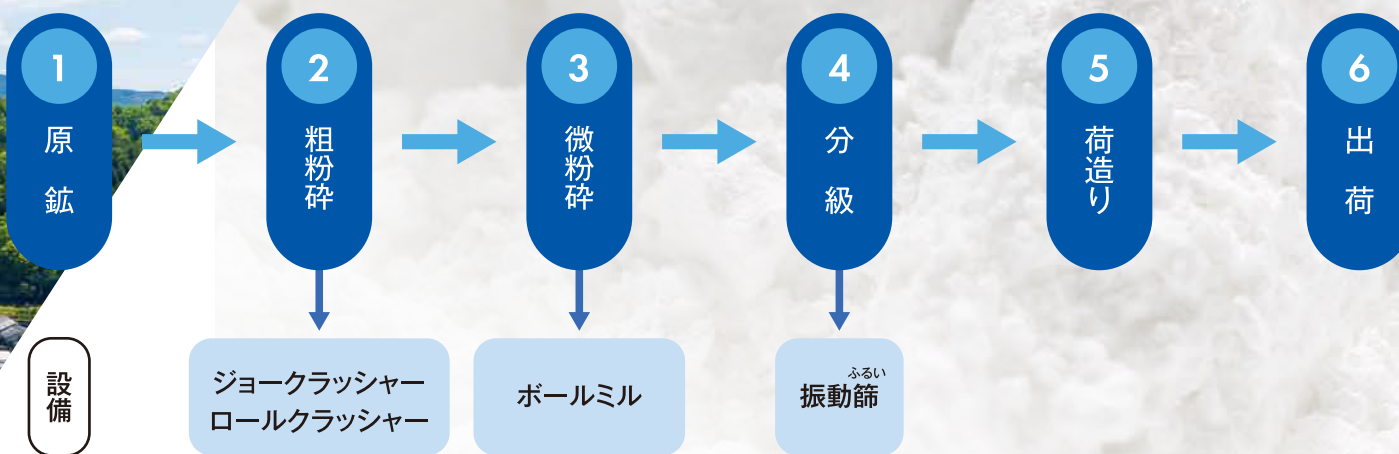 1
原鉱
2
粗粉砕
3
微粉砕
4
分級
5
荷造り
6
出荷
設備
ジョークラッシャー
ロールクラッシャー
ボールミル
ふるい
振動篩